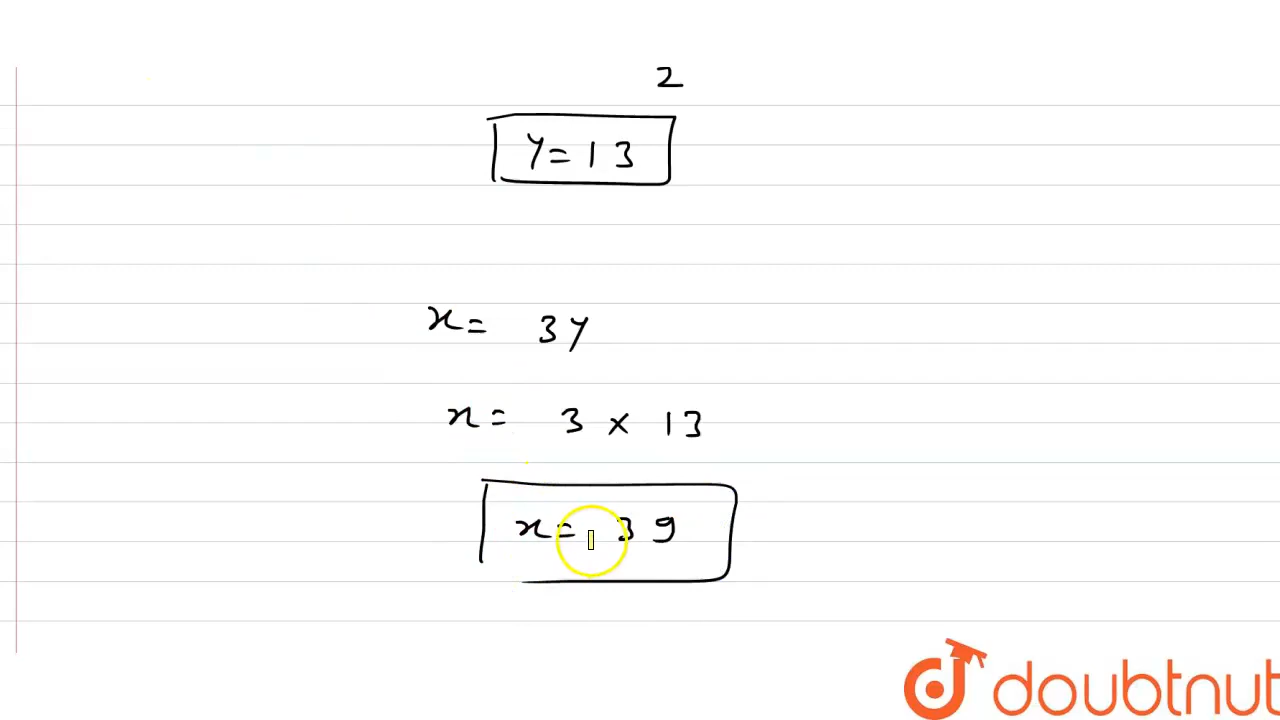 2
y = 13
x = 3y
x = 3 × 13
x = 39
doubtnut